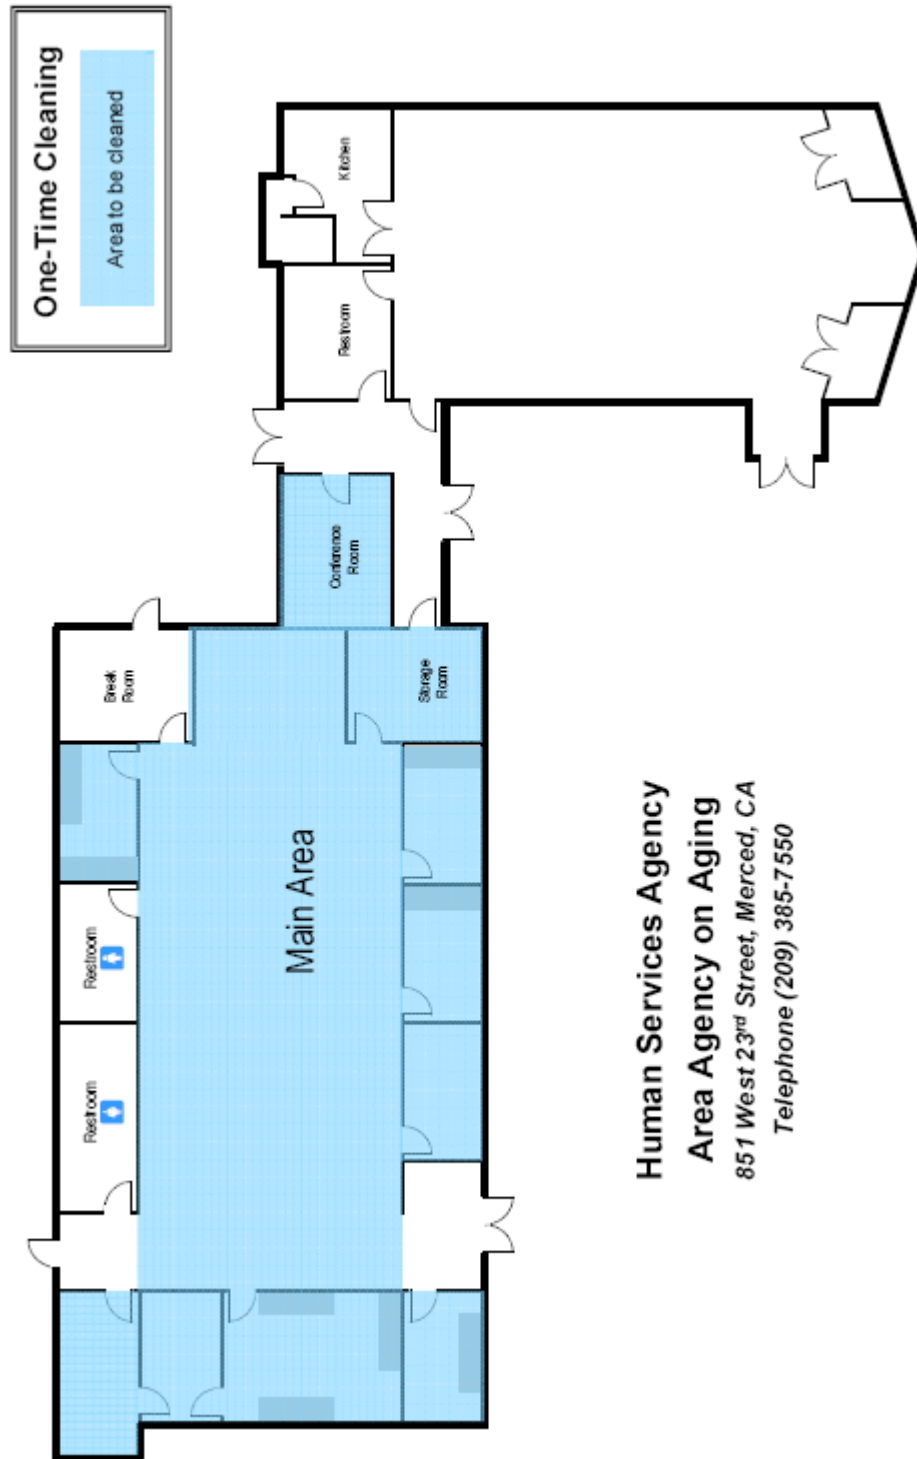 One-Time Cleaning
Area to be cleaned
Kitchen
Restroom
Conference
Room
Break
Room
Storage
Room
Restroom
Restroom
Main Area
Human Services Agency
Area Agency on Aging
851 West 23rd Street, Merced, CA
Telephone (209) 385-7550